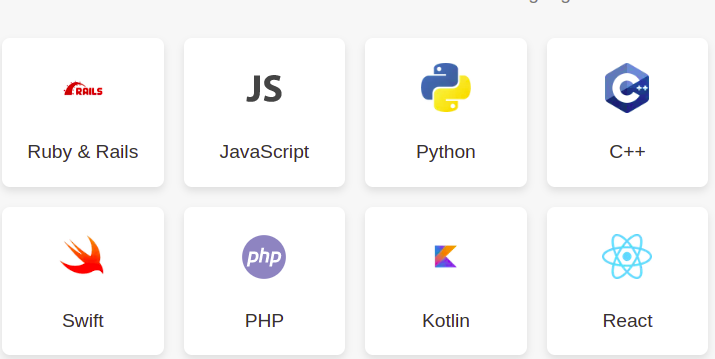 RAILS
JS
Ruby & Rails
JavaScript
Python
C++
C++
php
Swift
PHP
Kotlin
React